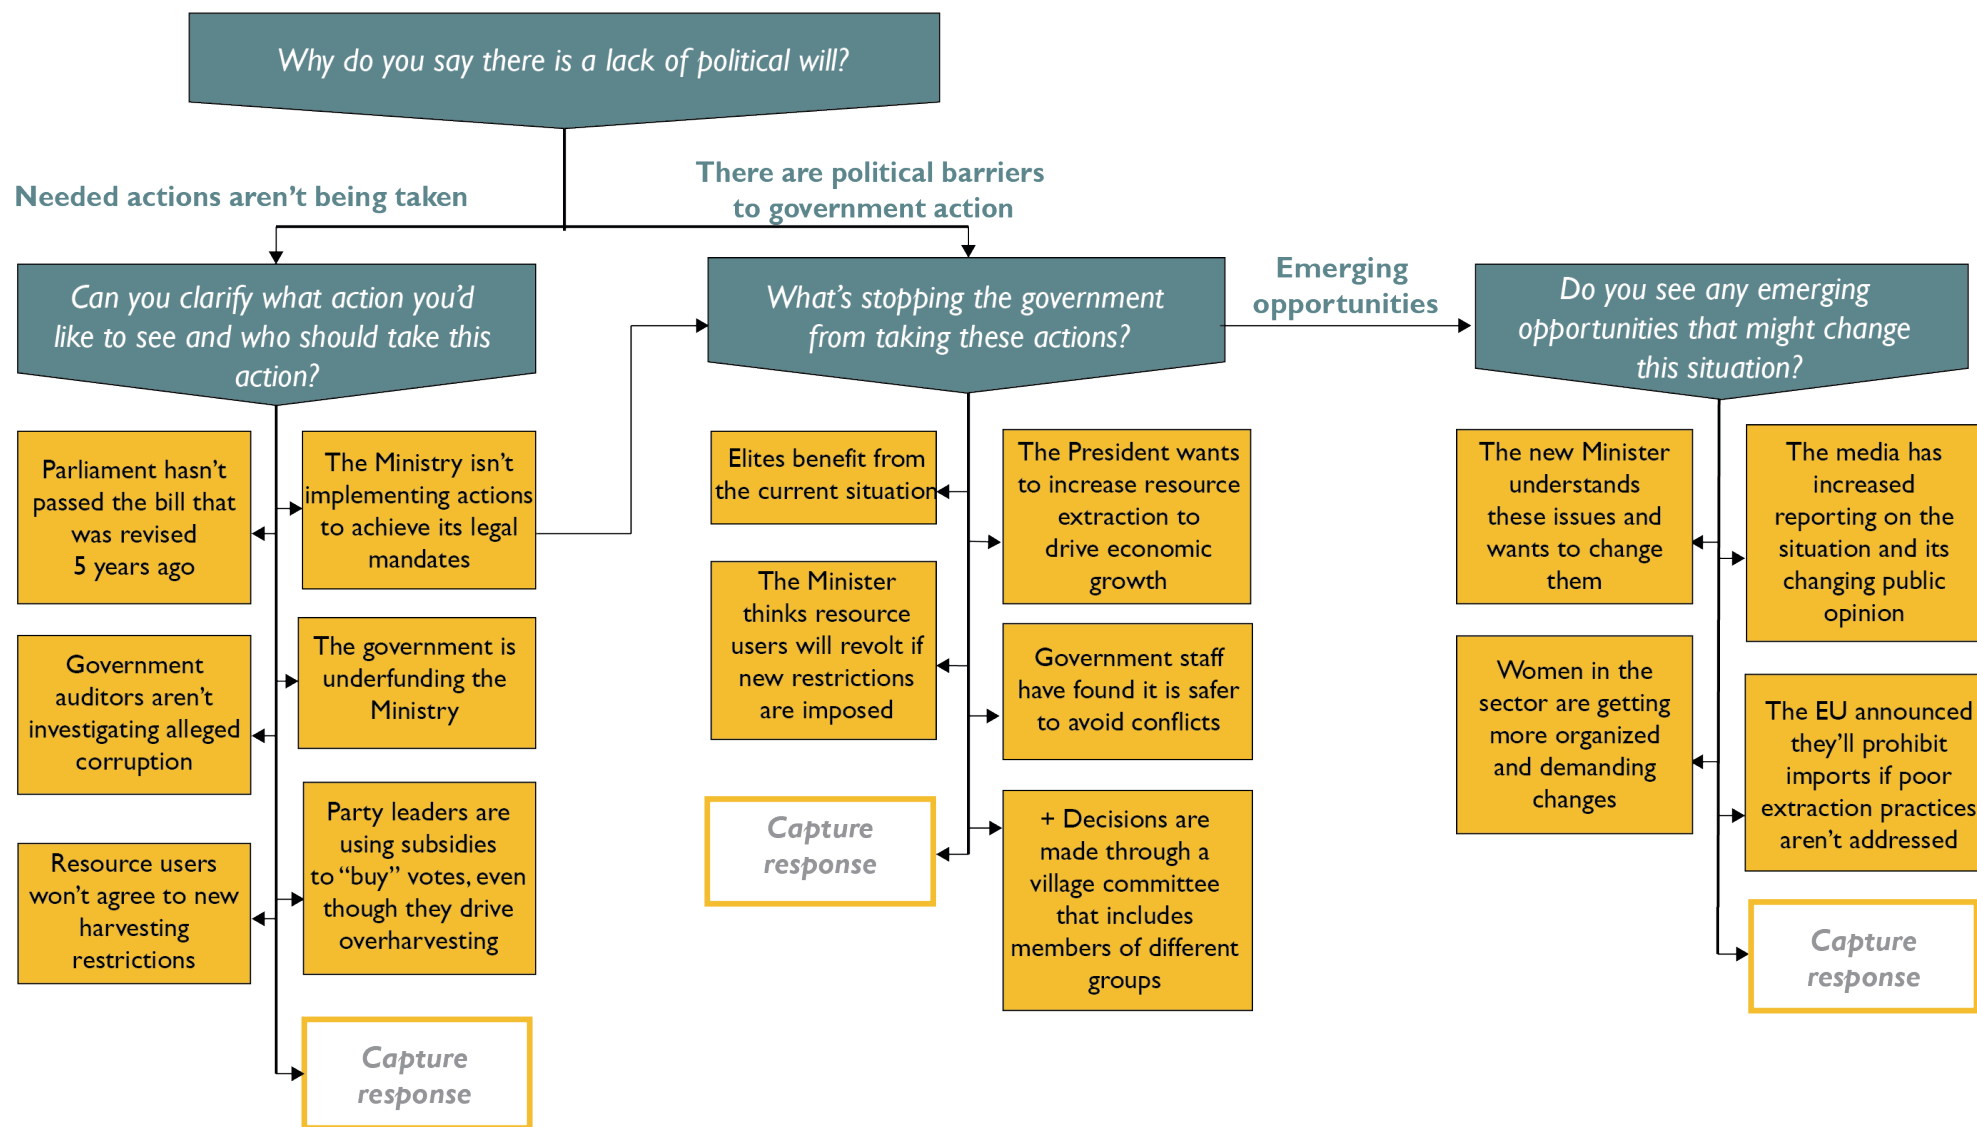 Why do you say there is a lack of political will?
Needed actions aren't being taken
There are political barriers
to government action
Can you clarify what action you'd
like to see and who should take this
action?
What's stopping the government
from taking these actions?
Emerging
opportunities
Do you see any emerging
opportunities that might change
this situation?
Parliament hasn't
passed the bill that
was revised
5 years ago
The Ministry isn't
implementing actions
to achieve its legal
mandates
Government
auditors aren't
investigating alleged
corruption
The government is
underfunding the
Ministry
Resource users
won't agree to new
harvesting
restrictions
Party leaders are
using subsidies
to “buy” votes, even
though they drive
overharvesting
Capture
response
Elites benefit from
the current situation
The President wants
to increase resource
extraction to
drive economic
growth
The Minister
thinks resource
users will revolt if
new restrictions
are imposed
Government staff
have found it is safer
to avoid conflicts
Capture
response
+ Decisions are
made through a
village committee
that includes
members of different
groups
The new Minister
understands
these issues and
wants to change
them
The media has
increased
reporting on the
situation and its
changing public
opinion
Women in the
sector are getting
more organized
and demanding
changes
The EU announced
they'll prohibit
imports if poor
extraction practices
aren't addressed
Capture
response